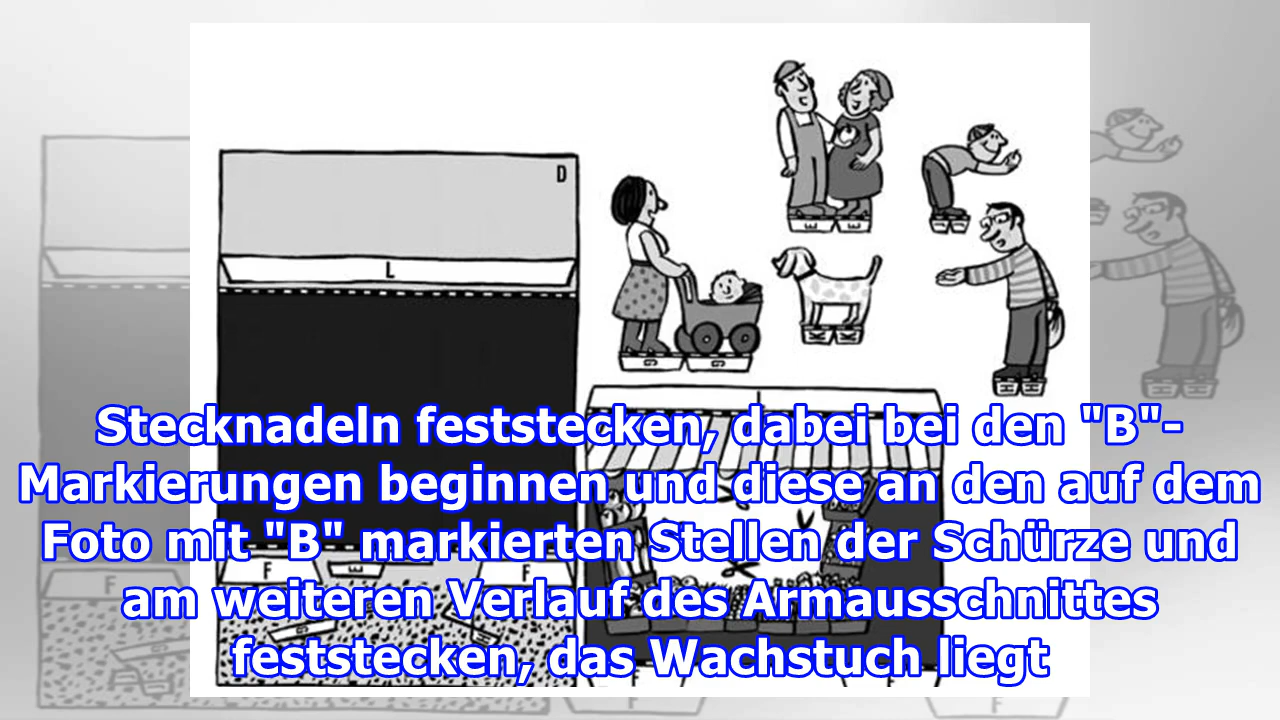 D
L
Stecknadeln feststecken, dabei bei den "B"-
Markierungen beginnen und diese an den auf dem
Foto mit "B" markierten Stellen der Schürze und
am weiteren Verlauf des Armausschnittes
feststecken, das Wachstuch liegt
F
F
F
F
F
F